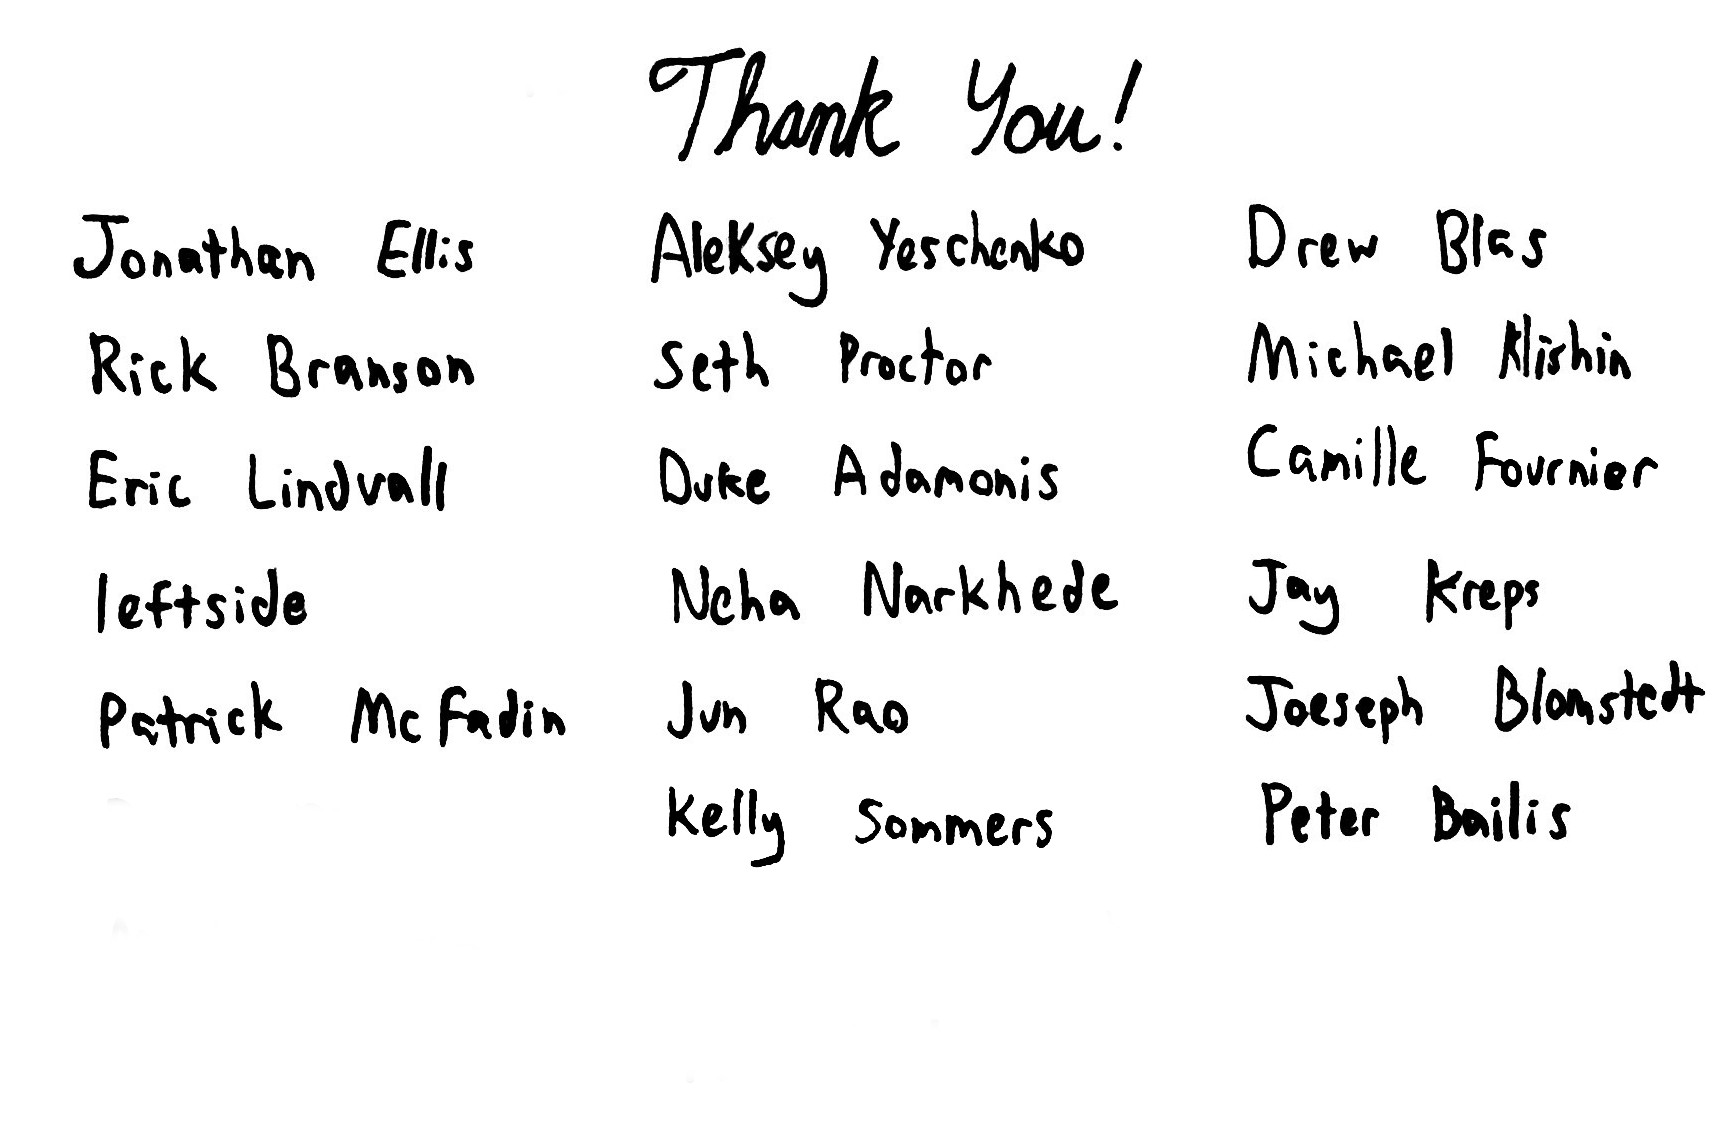 Thank You!
Jonathan Ellis
Rick Branson
Eric Lindvall
leftside
Patrick McFadin
Aleksey Yeschenko
Seth Proctor
Duke Adamonis
Neha Narkhede
Jun Rao
Kelly Sommers
Drew Blas
Michael Klishin
Camille Fournier
Jay Kreps
Joeseph Blomstedt
Peter Bailis